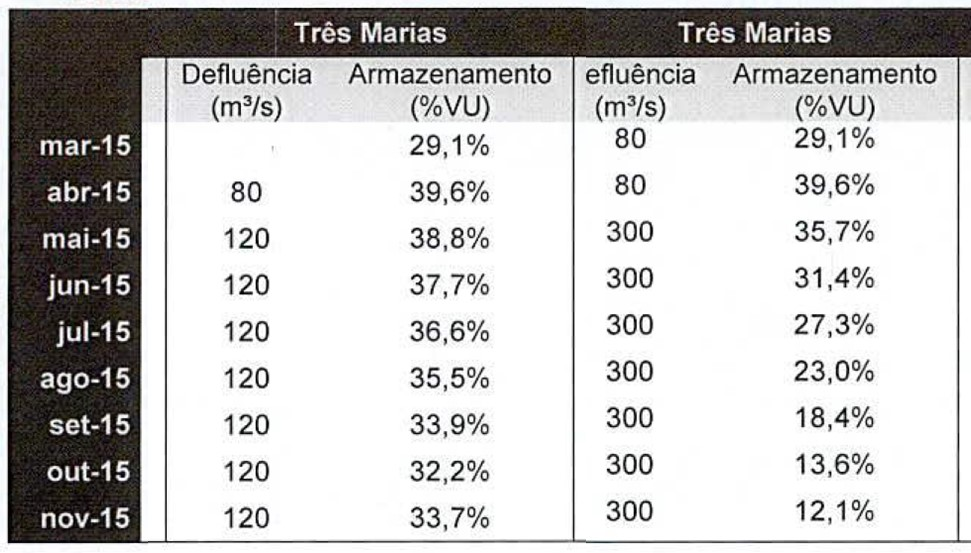 Três Marias Três Marias
Defluência Armazenamento efluência Armazenamento
(m³/s) (%VU) (m³/s) (%VU)
mar-15 29,1% 80 29,1%
abr-15 80 39,6% 80 39,6%
mai-15 120 38,8% 300 35,7%
jun-15 120 37,7% 300 31,4%
jul-15 120 36,6% 300 27,3%
ago-15 120 35,5% 300 23,0%
set-15 120 33,9% 300 18,4%
out-15 120 32,2% 300 13,6%
nov-15 120 33,7% 300 12,1%